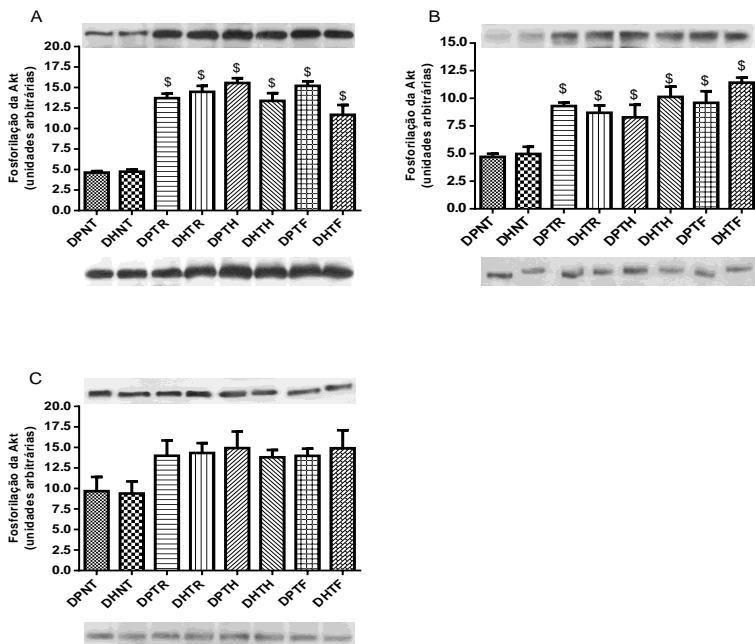 A
Fosforilação da Akt
(unidades arbitrárias)
20.0
17.5
15.0
12.5
10.0
7.5
5.0
2.5
0.0
$ $ $ $ $ $
DPNT DHNT DPTR DHTR DPTH DHTH DPTF DHTF
B
Fosforilação da Akt
(unidades arbitrárias)
15.0
12.5
10.0
7.5
5.0
2.5
0.0
$ $ $ $ $ $
DPNT DHNT DPTR DHTR DPTH DHTH DPTF DHTF
C
Fosforilação da Akt
(unidades arbitrárias)
20.0
17.5
15.0
12.5
10.0
7.5
5.0
2.5
0.0
DPNT DHNT DPTR DHTR DPTH DHTH DPTF DHTF